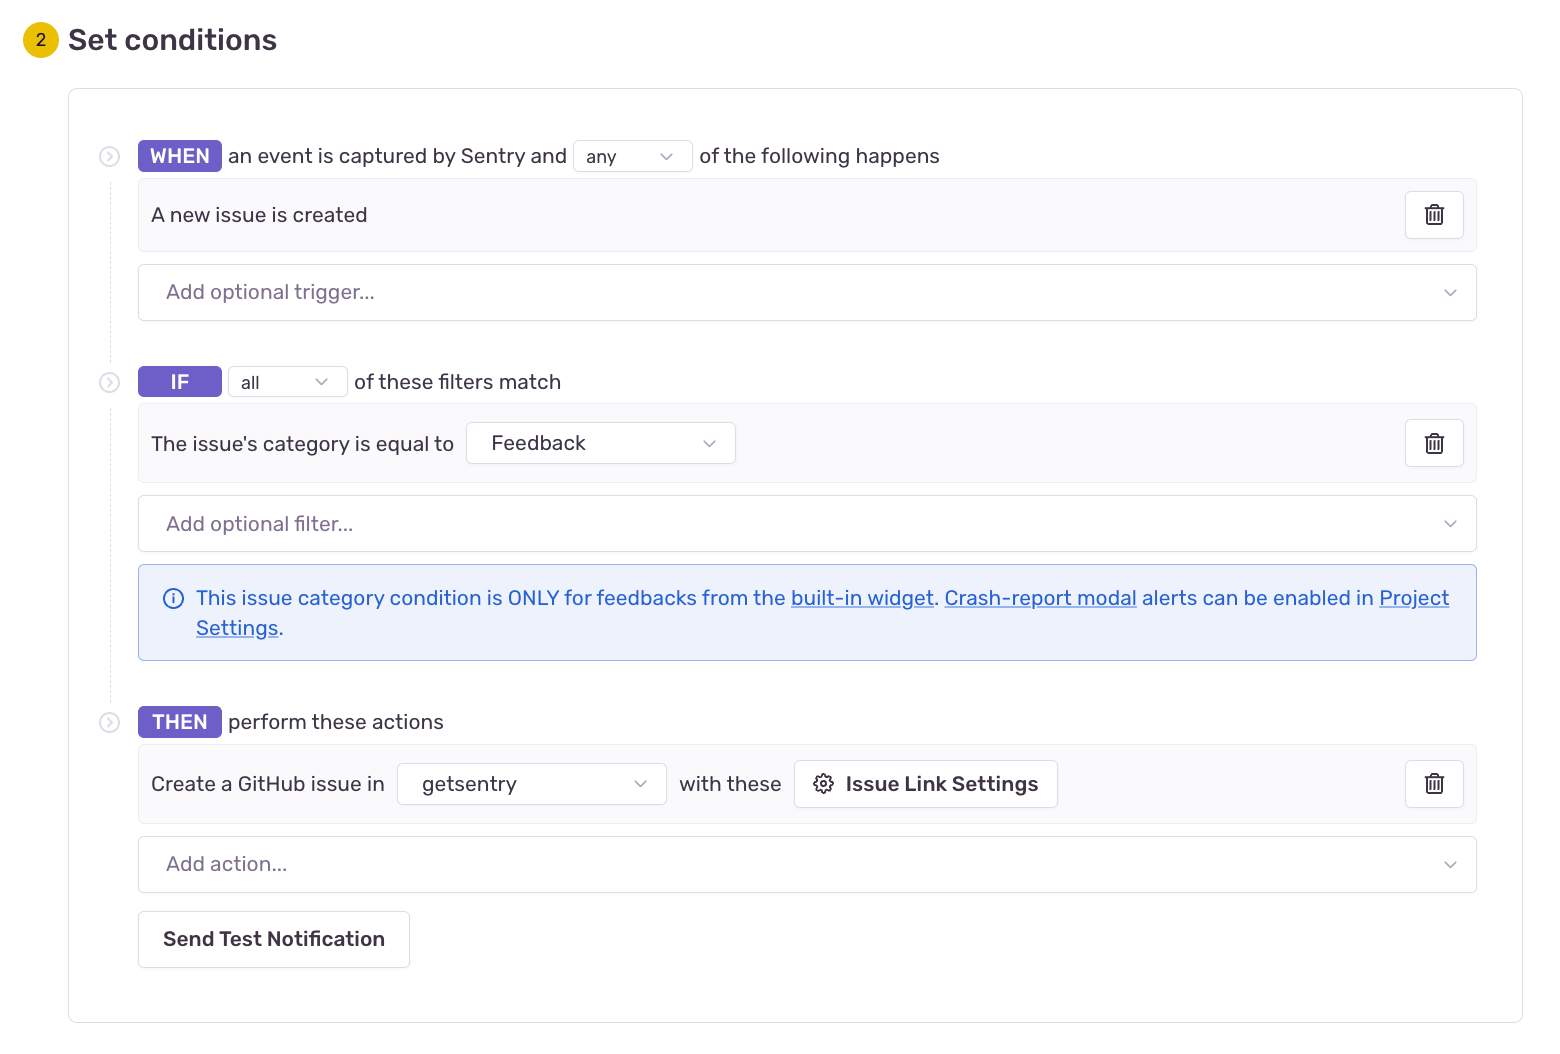 2 Set conditions
WHEN an event is captured by Sentry and any of the following happens
A new issue is created
Add optional trigger...
IF all of these filters match
The issue's category is equal to Feedback
Add optional filter...
This issue category condition is ONLY for feedbacks from the built-in widget. Crash-report modal alerts can be enabled in Project
Settings.
THEN perform these actions
Create a GitHub issue in getsentry with these Issue Link Settings
Add action...
Send Test Notification